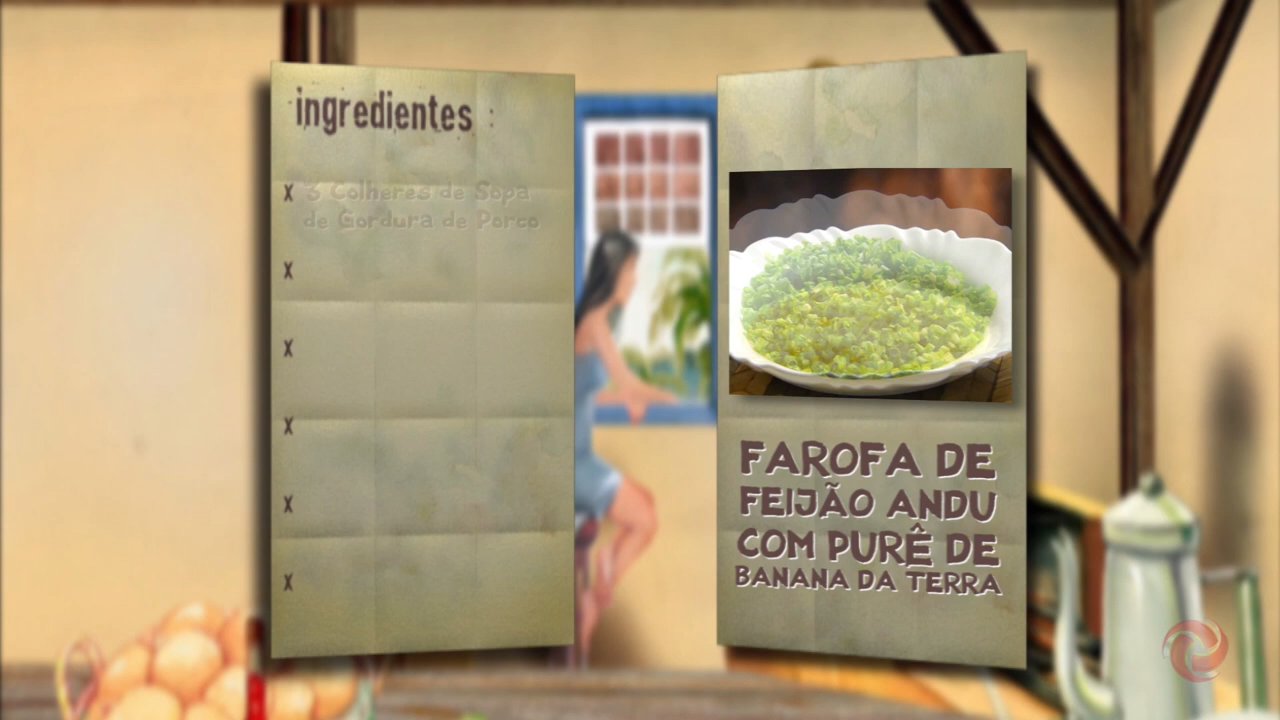 ingredientes :
x 3 Colheres de Sopa
de Gordura de Porco
x
x
x
x
x
FAROFA DE
FEIJÃO ANDU
COM PURÊ DE
BANANA DA TERRA